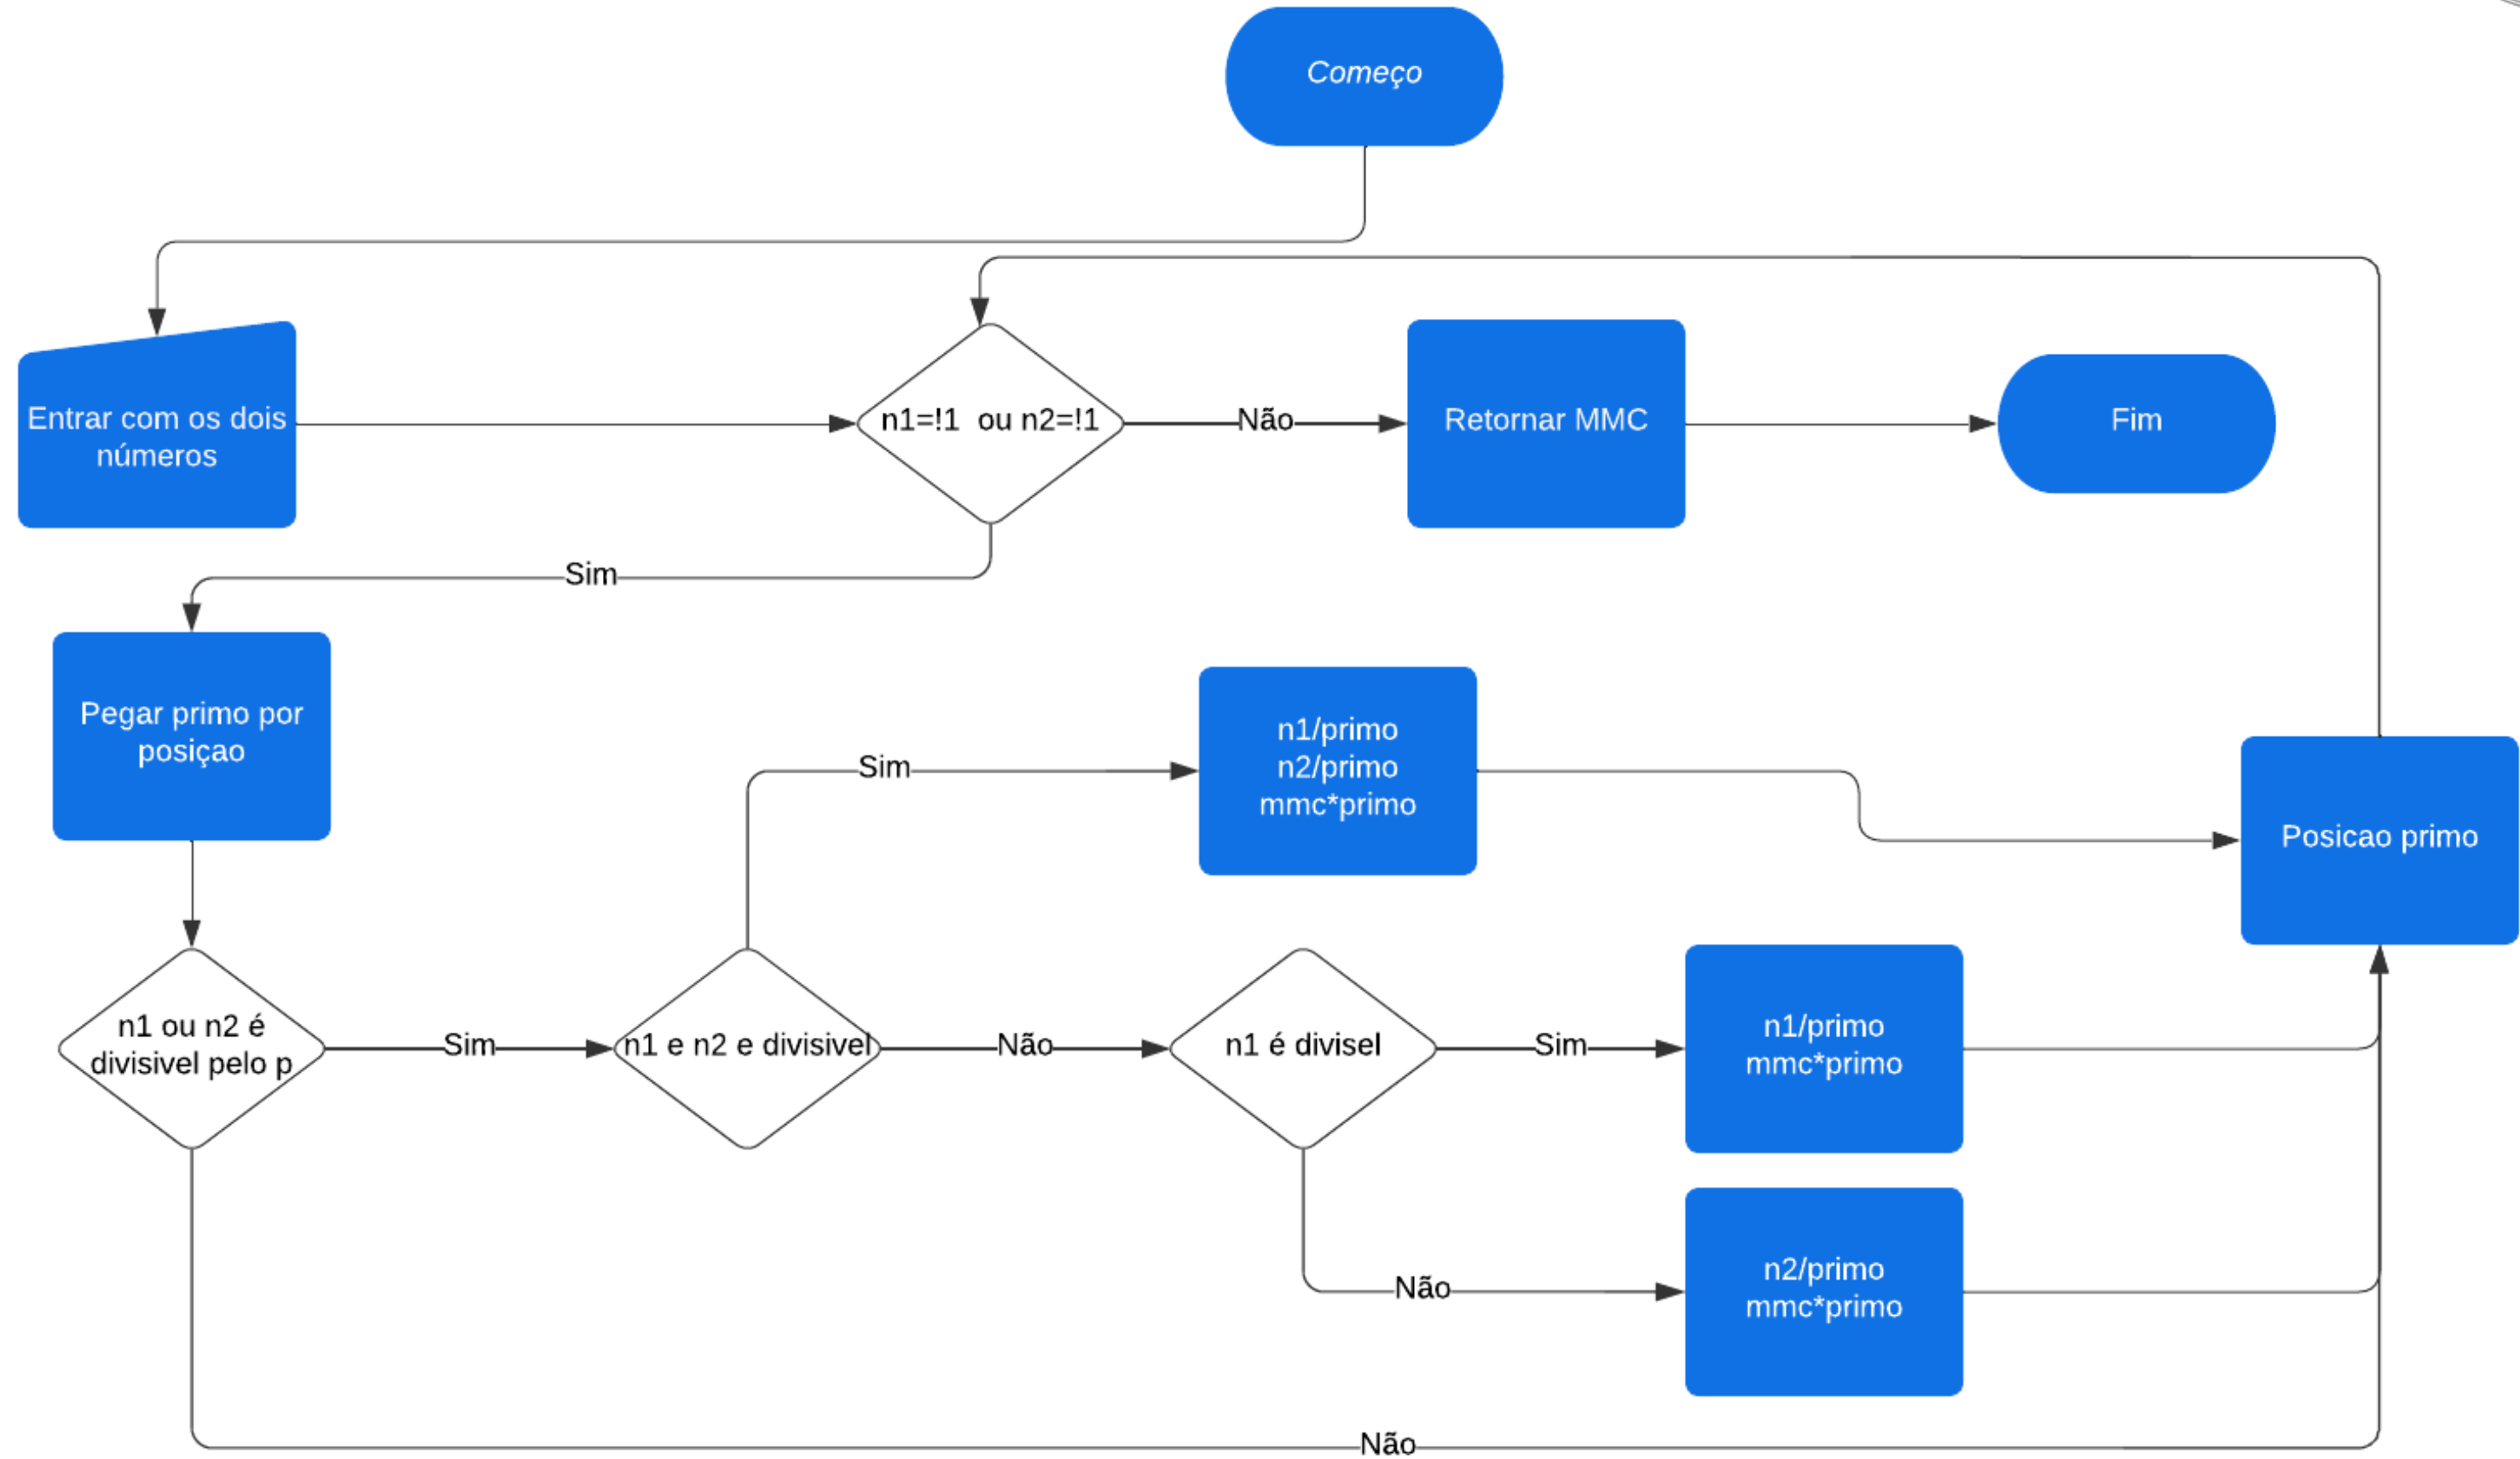 Começo
Entrar com os dois
números
n1=!1  ou n2=!1
Não
Retornar MMC
Fim
Sim
Pegar primo por
posiçao
Sim
n1/primo
n2/primo
mmc*primo
Posicao primo
n1 ou n2 é
divisivel pelo p
Sim
n1 e n2 e divisivel
Não
n1 é divisel
Sim
n1/primo
mmc*primo
Não
n2/primo
mmc*primo
Não